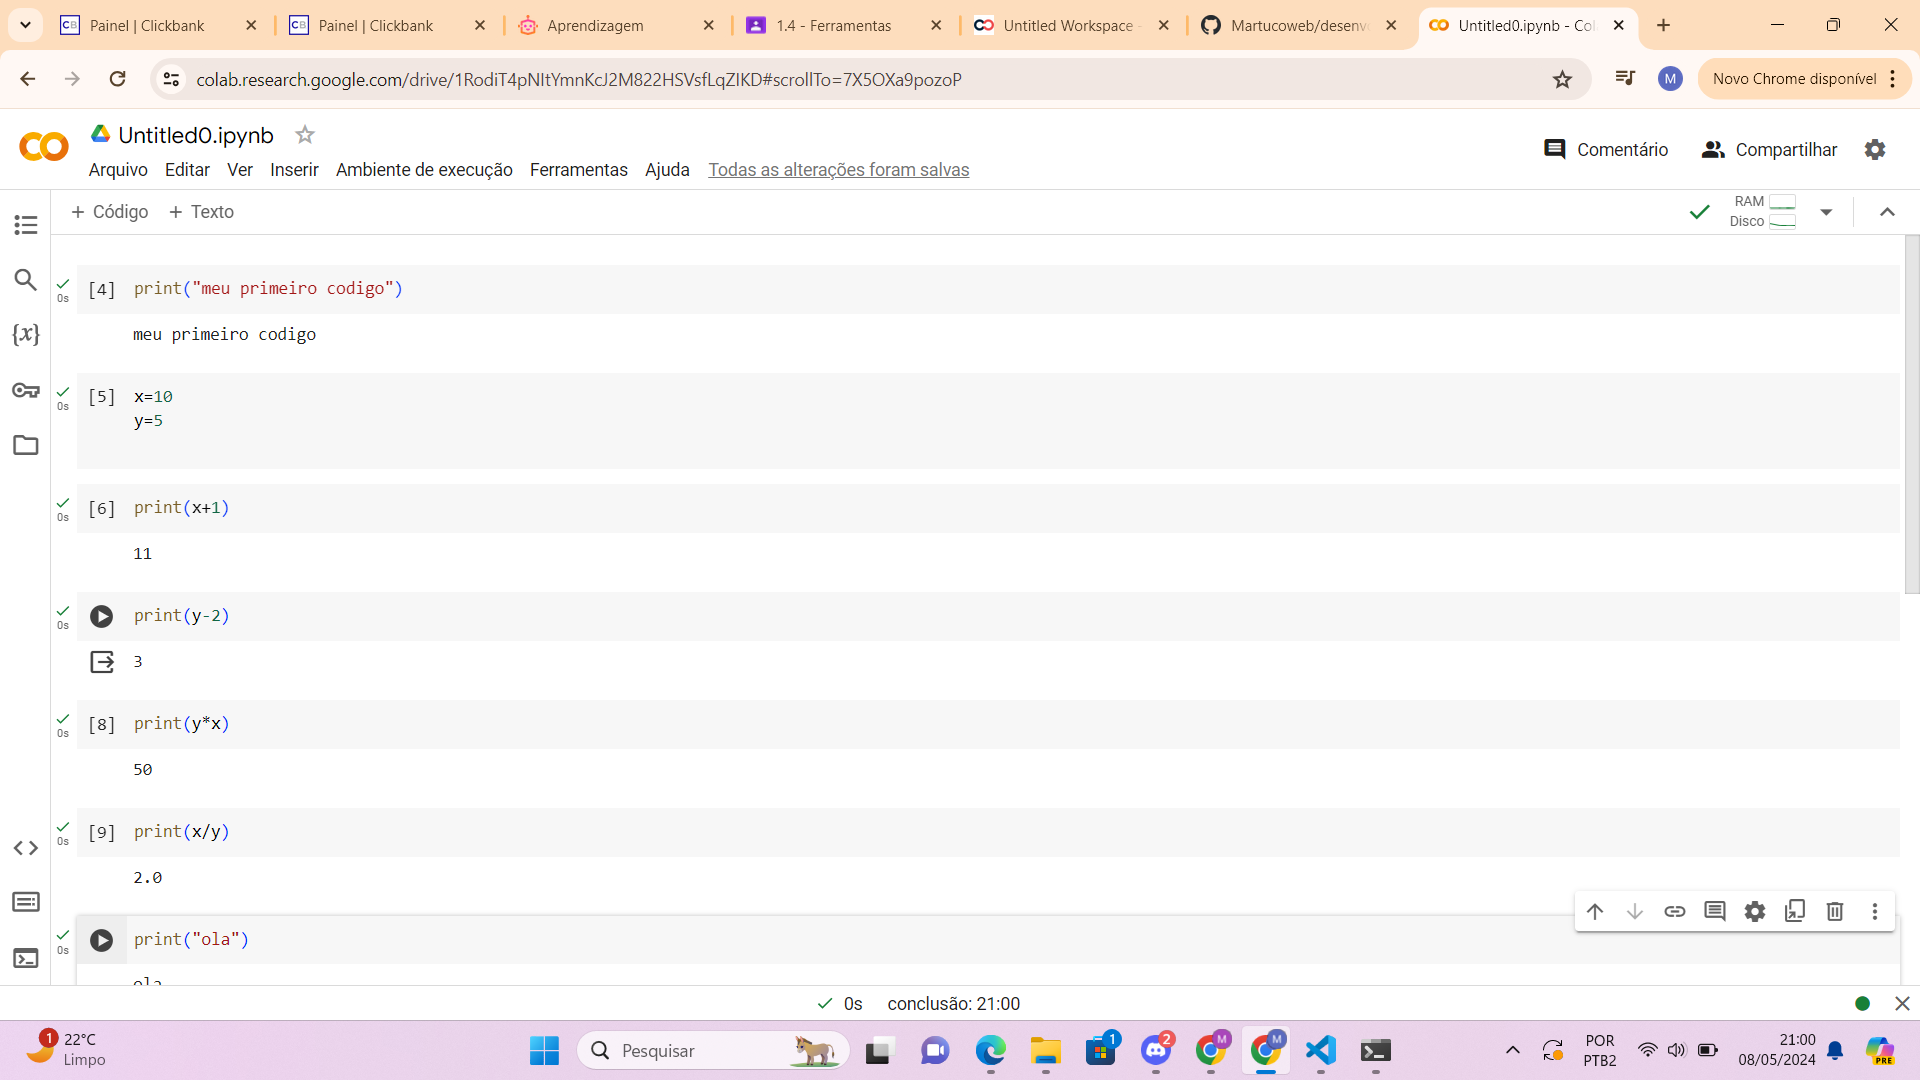 Painel | Clickbank
Painel | Clickbank
Aprendizagem
1.4 - Ferramentas
Untitled Workspace -
Martucoweb/desenv
Untitled0.ipynb - Col
colab.research.google.com/drive/1RodiT4pNItYmnKcJ2M822HSVsfLqZIKD#scrollTo=7X5OXa9pozoP
M
Novo Chrome disponível
Untitled0.ipynb
Arquivo Editar Ver Inserir Ambiente de execução Ferramentas Ajuda Todas as alterações foram salvas
Comentário
Compartilhar
+ Código + Texto
RAM
Disco
0s [4] print("meu primeiro codigo")
meu primeiro codigo
0s [5] x=10
y=5
0s [6] print(x+1)
11
0s print(y-2)
3
0s [8] print(y*x)
50
0s [9] print(x/y)
2.0
0s print("ola")
ola
0s conclusão: 21:00
1
22°C
Limpo
Pesquisar
1
2
M
M
POR
PTB2
21:00
08/05/2024
PRE